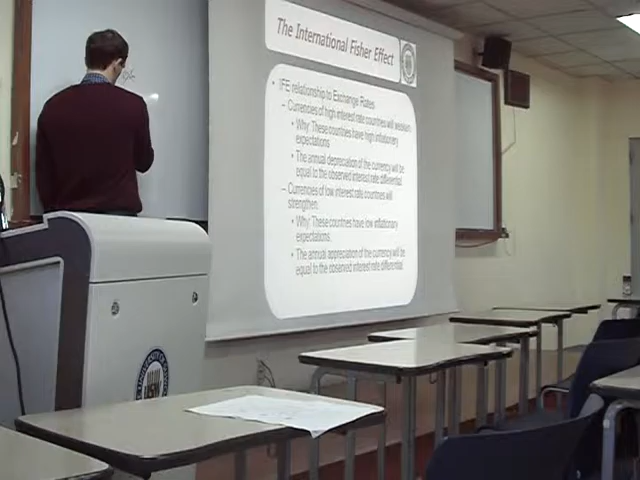 The International Fisher Effect
• IFE relationship to Exchange Rates
– Currencies of high interest rate countries will weaken
• Why: These countries have high inflationary
expectations
• The annual depreciation of the currency will be
equal to the observed interest rate differential.
– Currencies of low interest rate countries will
strengthen.
• Why: These countries have low inflationary
expectations.
• The annual appreciation of the currency will be
equal to the observed interest rate differential.